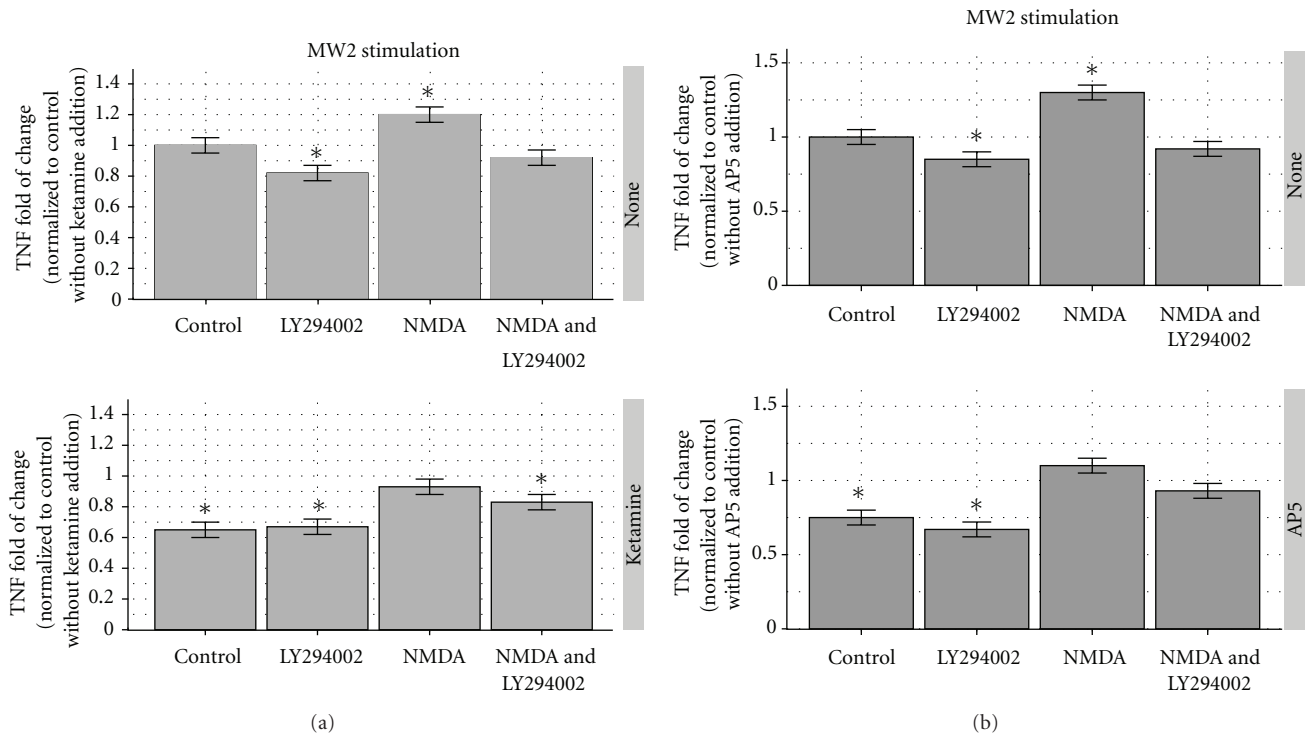 MW2 stimulation
TNF fold of change
(normalized to control
without ketamine addition)
1.4
1.2
1
0.8
0.6
0.4
0.2
0
*
*
None
Control
LY294002
NMDA
NMDA and
LY294002
TNF fold of change
(normalized to control
without ketamine addition)
1.4
1.2
1
0.8
0.6
0.4
0.2
0
*
*
*
Ketamine
Control
LY294002
NMDA
NMDA and
LY294002
(a)
MW2 stimulation
TNF fold of change
(normalized to control
without AP5 addition)
1.5
1
0.5
0
*
*
None
Control
LY294002
NMDA
NMDA and
LY294002
TNF fold of change
(normalized to control
without AP5 addition)
1.5
1
0.5
0
*
*
AP5
Control
LY294002
NMDA
NMDA and
LY294002
(b)